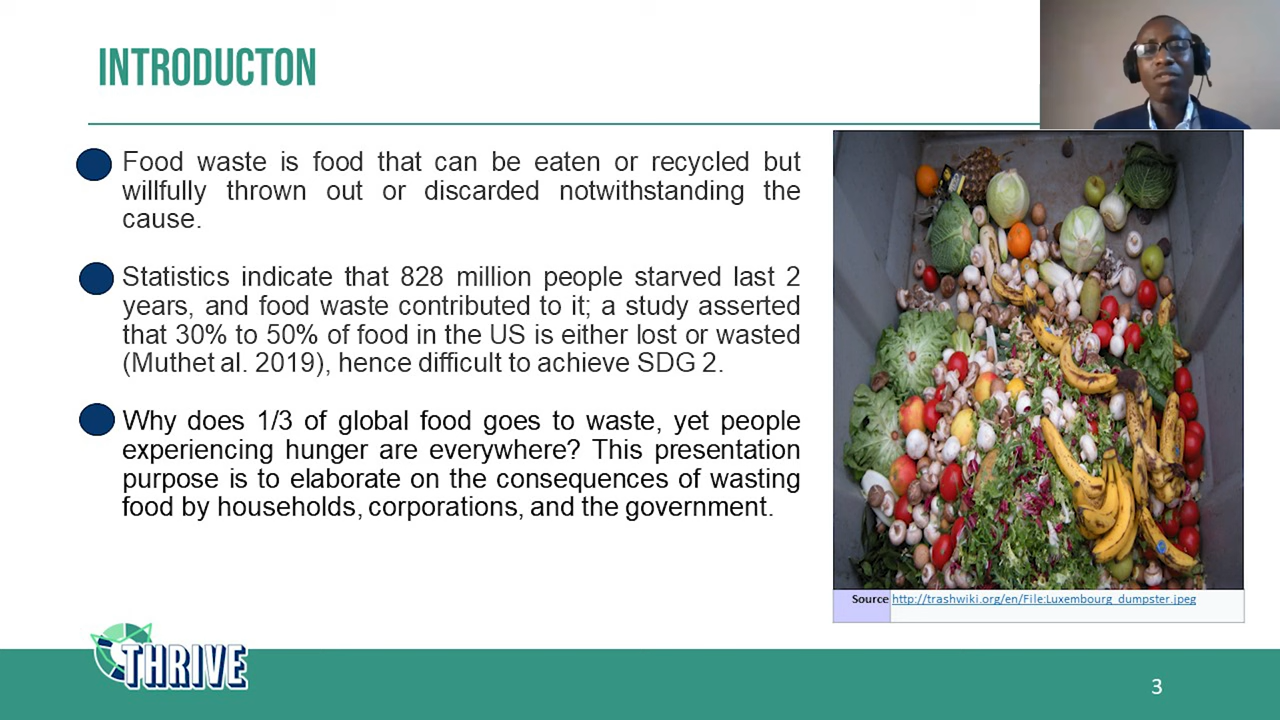 INTRODUCTON
Food waste is food that can be eaten or recycled but
willfully thrown out or discarded notwithstanding the
cause.
Statistics indicate that 828 million people starved last 2
years, and food waste contributed to it; a study asserted
that 30% to 50% of food in the US is either lost or wasted
(Muthet al. 2019), hence difficult to achieve SDG 2.
Why does 1/3 of global food goes to waste, yet people
experiencing hunger are everywhere? This presentation
purpose is to elaborate on the consequences of wasting
food by households, corporations, and the government.
Source http://trashwiki.org/en/File:Luxembourg_dumpster.jpeg
THRIVE
3